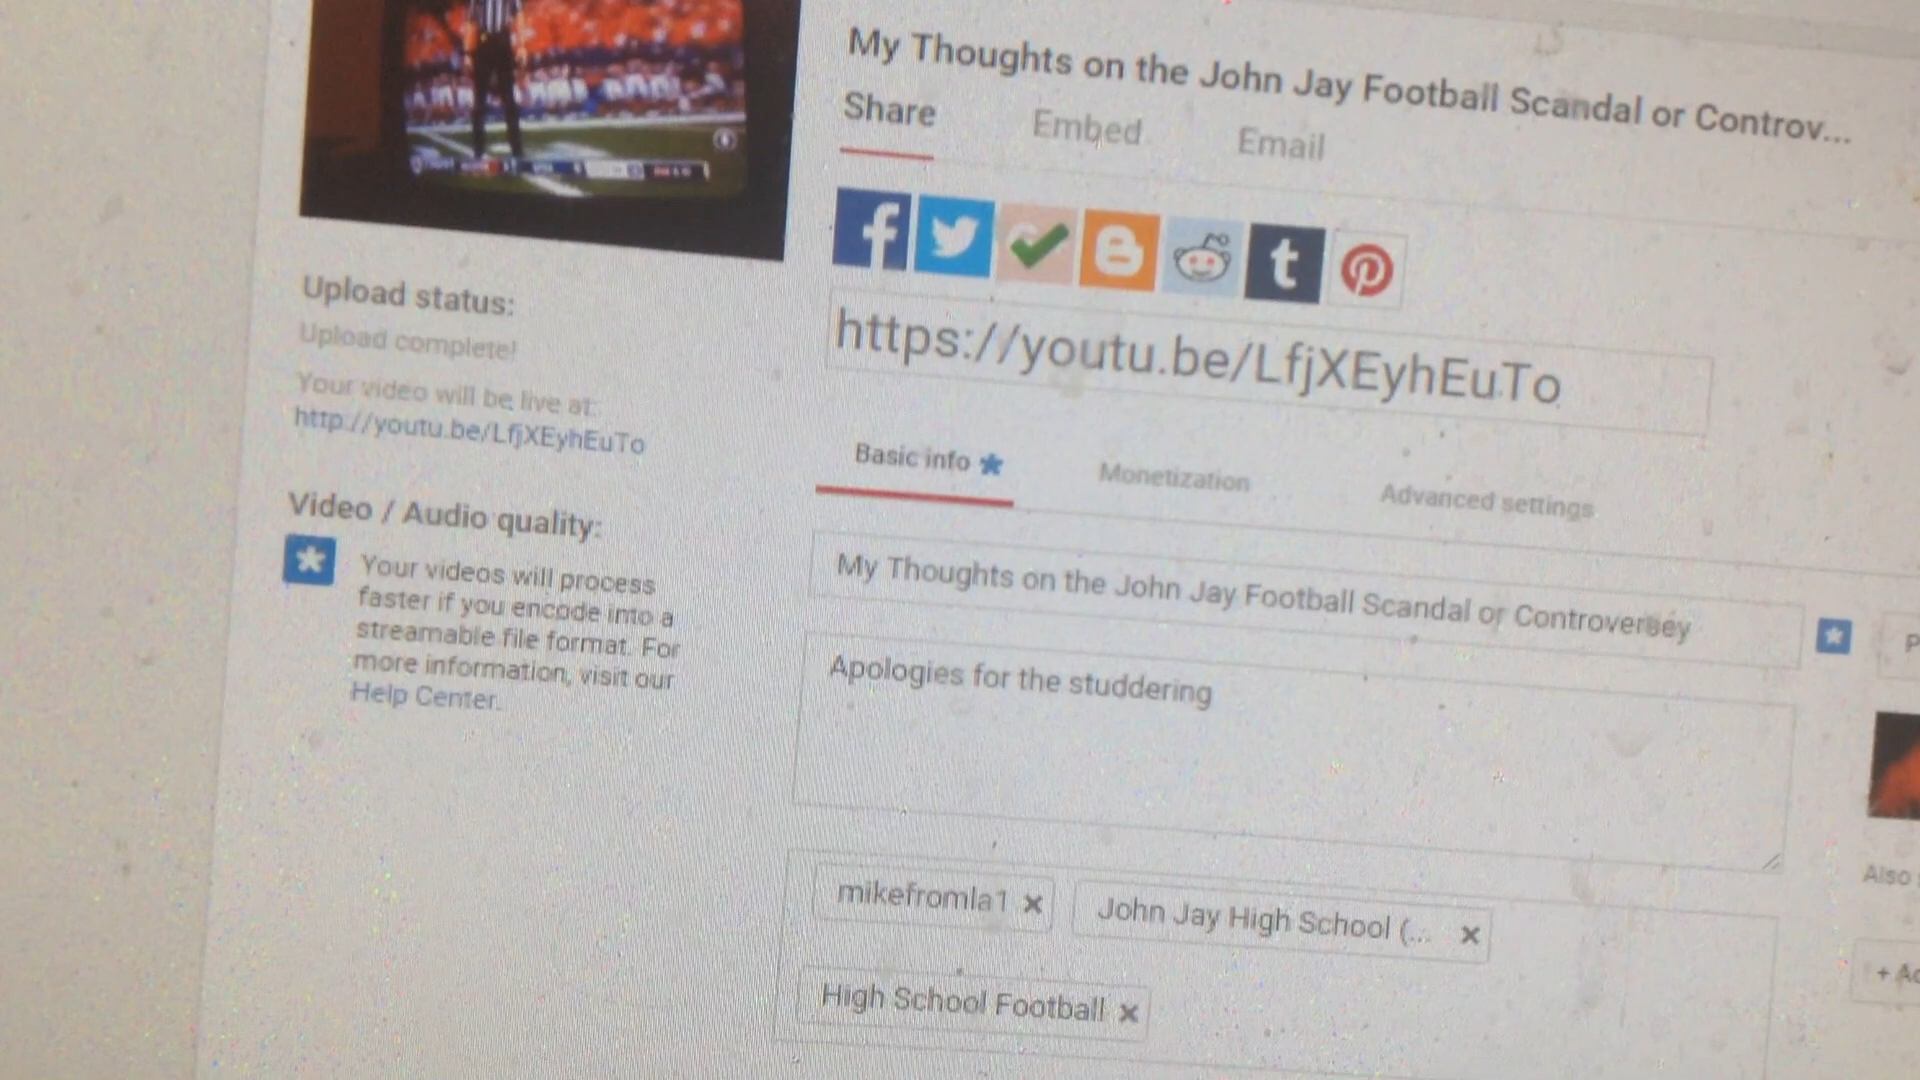 My Thoughts on the John Jay Football Scandal or Controv...
Share Embed Email
https://youtu.be/LfjXEyhEuTo
Upload status:
Upload complete!
Your video will be live at:
http://youtu.be/LfjXEyhEuTo
Video / Audio quality:
Your videos will process
faster if you encode into a
streamable file format. For
more information, visit our
Help Center.
Basic info Monetization Advanced settings
My Thoughts on the John Jay Football Scandal or Controversey
Apologies for the studdering
mikefromla1 × John Jay High School (... ×
High School Football ×
Also